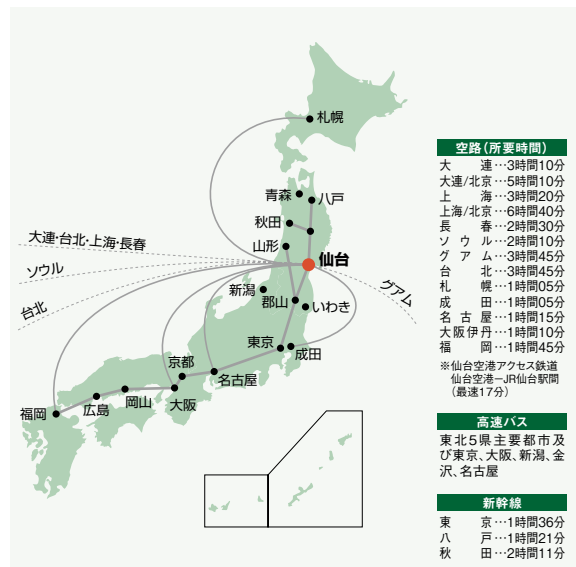 札幌
青森
八戸
秋田
山形
大連・台北・上海・長春
仙台
ソウル
台北
グアム
新潟
郡山
いわき
東京
成田
京都
名古屋
岡山
大阪
広島
福岡
空路(所要時間)
大連…3時間10分
大連/北京…5時間10分
上海…3時間20分
上海/北京…6時間40分
長春…2時間30分
ソウル…2時間10分
グアム…3時間45分
台北…3時間45分
札幌…1時間05分
成田…1時間05分
名古屋…1時間15分
大阪伊丹…1時間10分
福岡…1時間45分
※仙台空港アクセス鉄道
仙台空港ーJR仙台駅間
(最速17分)
高速バス
東北5県主要都市及
び東京、大阪、新潟、金
沢、名古屋
新幹線
東京…1時間36分
八戸…1時間21分
秋田…2時間11分